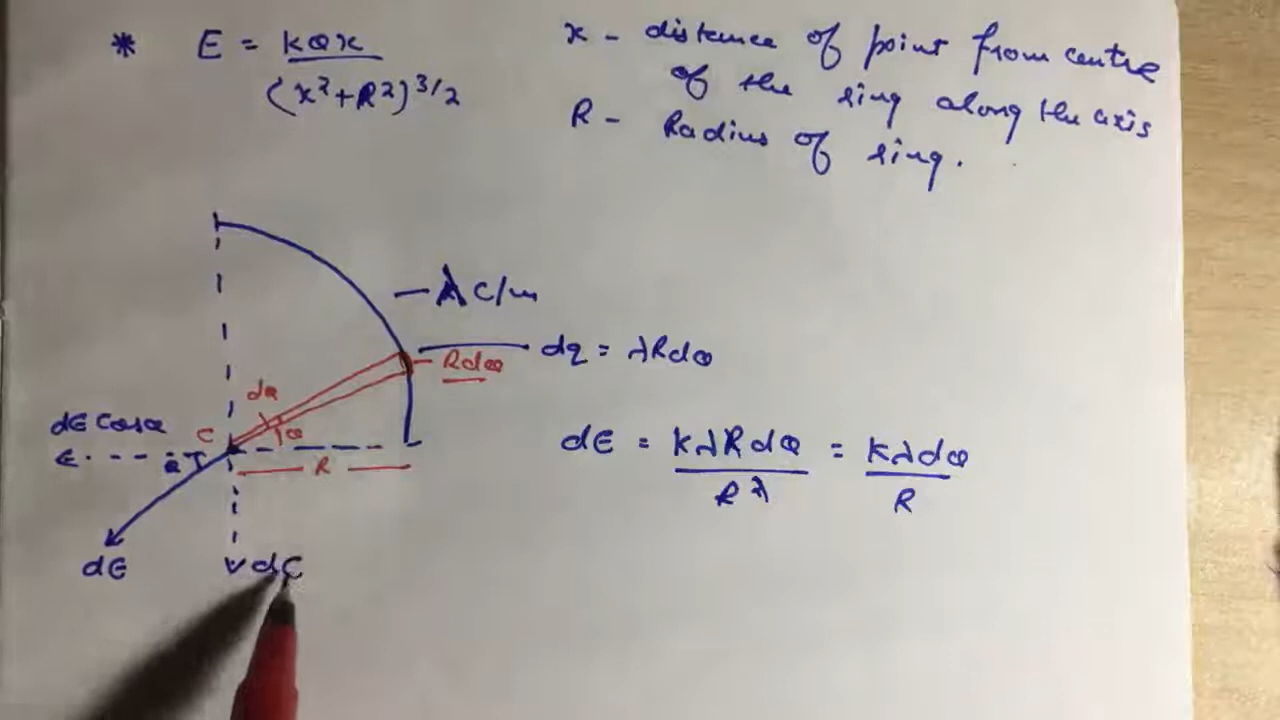 * E = kQx / (x²+R²)^3/2
x - distance of point from centre
of the ring along the axis
R - Radius of ring.
λ C/m
dq = λRdθ
Rdθ
dθ
dE Cosθ
C
θ
θ
R
dE = kλRdθ / R² = kλdθ / R
dE
dE